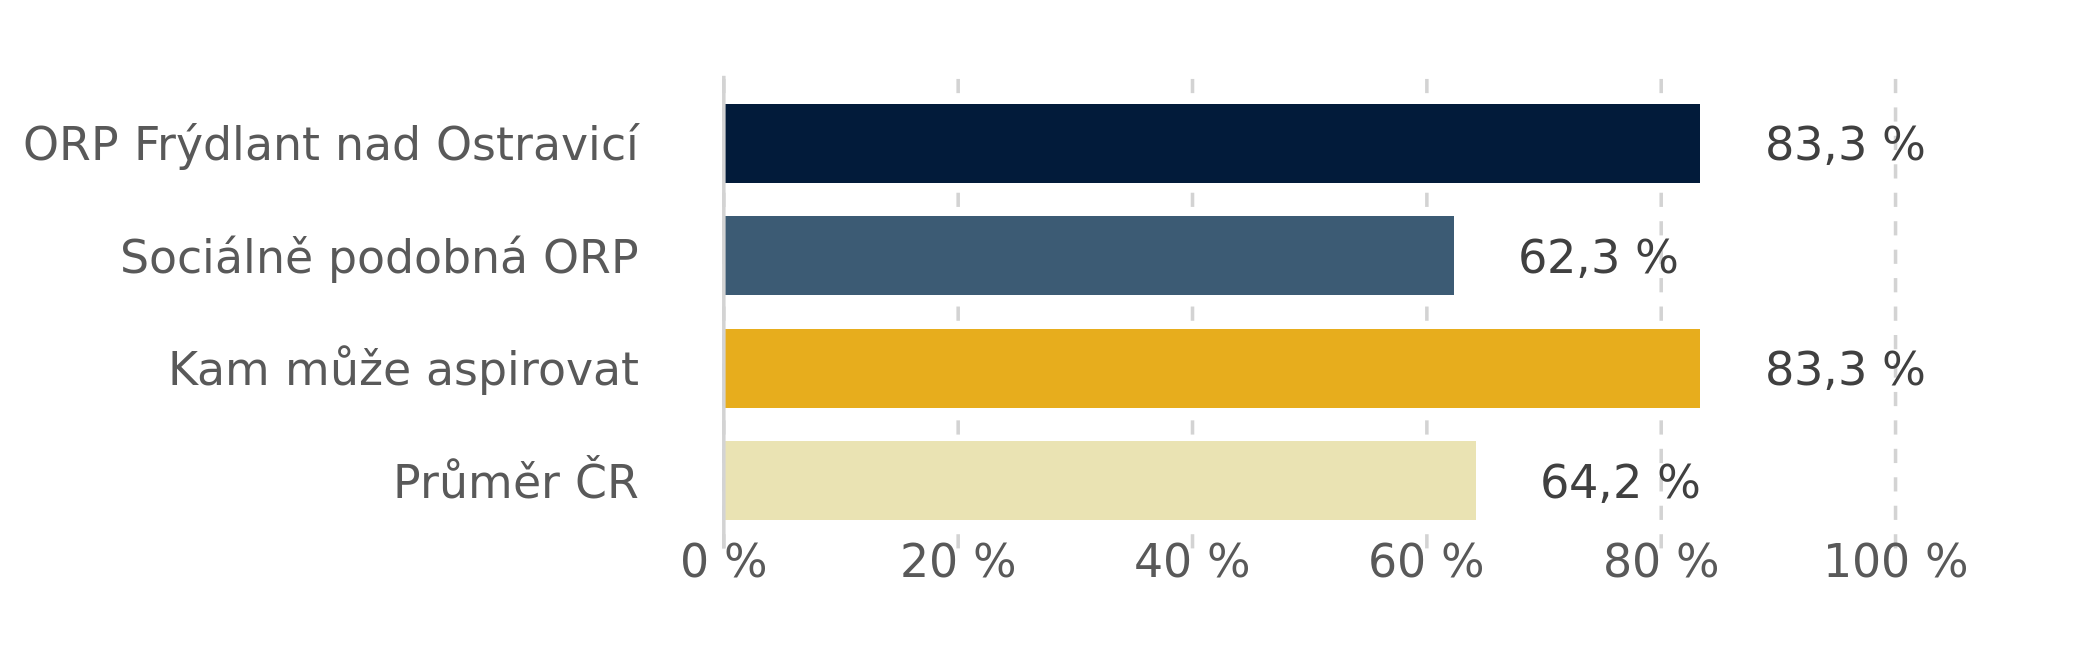 ORP Frýdlant nad Ostravicí 83,3 %
Sociálně podobná ORP 62,3 %
Kam může aspirovat 83,3 %
Průměr ČR 64,2 %
0 % 20 % 40 % 60 % 80 % 100 %